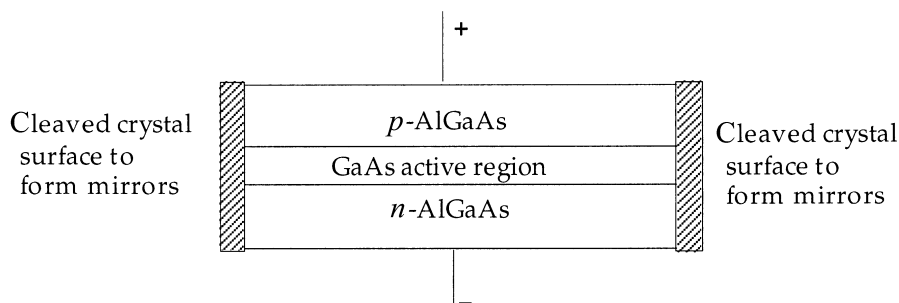 +
p-AlGaAs
Cleaved crystal
surface to
form mirrors
GaAs active region
Cleaved crystal
surface to
form mirrors
n-AlGaAs
–